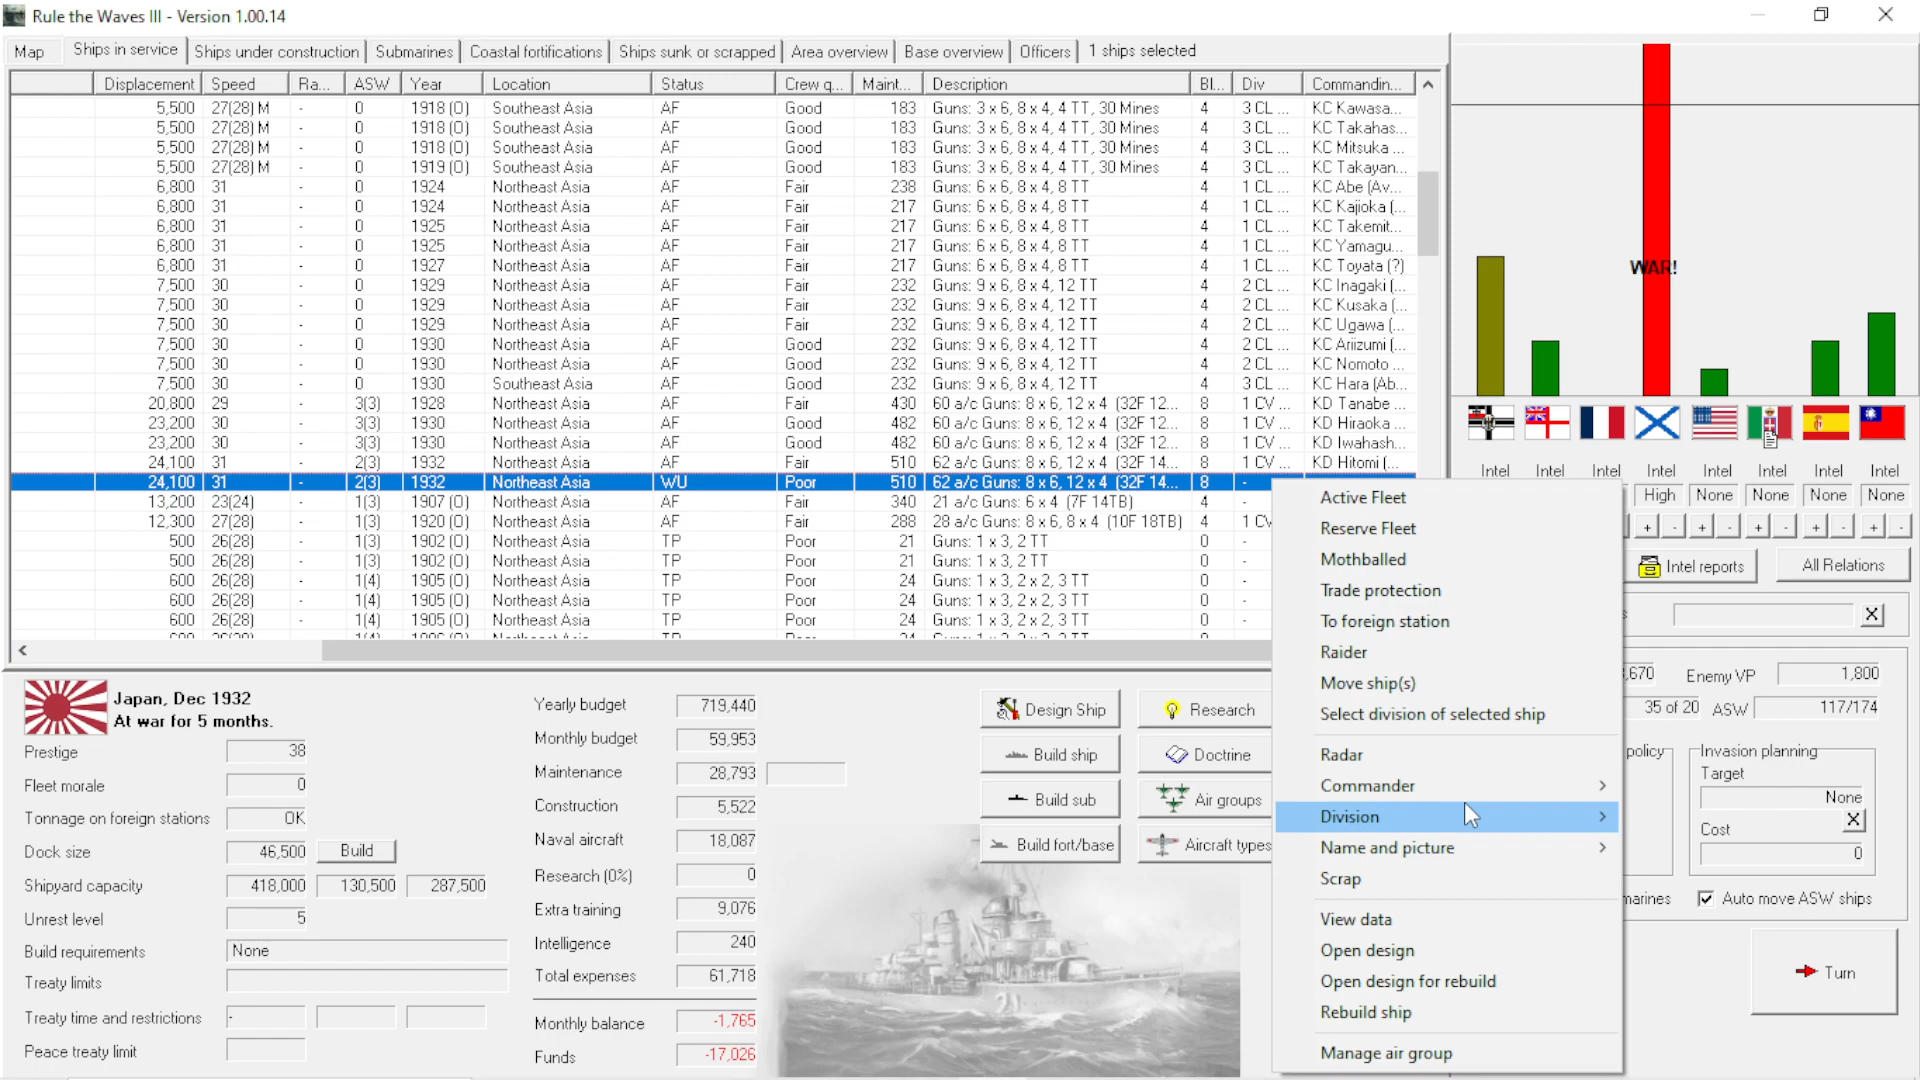 Rule the Waves III - Version 1.00.14
Map Ships in service Ships under construction Submarines Coastal fortifications Ships sunk or scrapped Area overview Base overview Officers 1 ships selected
Displacement Speed Ra... ASW Year Location Status Crew q... Maint... Description Bl... Div Commandin...
5,500 27(28) M - 0 1918 (O) Southeast Asia AF Good 183 Guns: 3 x 6, 8 x 4, 4 TT, 30 Mines 4 3 CL ... KC Kawasa...
5,500 27(28) M - 0 1918 (O) Southeast Asia AF Good 183 Guns: 3 x 6, 8 x 4, 4 TT, 30 Mines 4 3 CL ... KC Takahas...
5,500 27(28) M - 0 1918 (O) Southeast Asia AF Good 183 Guns: 3 x 6, 8 x 4, 4 TT, 30 Mines 4 3 CL ... KC Mitsuka ...
5,500 27(28) M - 0 1919 (O) Southeast Asia AF Good 183 Guns: 3 x 6, 8 x 4, 4 TT, 30 Mines 4 3 CL ... KC Takayan...
6,800 31 - 0 1924 Northeast Asia AF Fair 238 Guns: 6 x 6, 8 x 4, 8 TT 4 1 CL ... KC Abe (Av...
6,800 31 - 0 1924 Northeast Asia AF Fair 217 Guns: 6 x 6, 8 x 4, 8 TT 4 1 CL ... KC Kajioka (...
6,800 31 - 0 1925 Northeast Asia AF Fair 217 Guns: 6 x 6, 8 x 4, 8 TT 4 1 CL ... KC Takemit...
6,800 31 - 0 1925 Northeast Asia AF Fair 217 Guns: 6 x 6, 8 x 4, 8 TT 4 1 CL ... KC Yamagu...
6,800 31 - 0 1927 Northeast Asia AF Fair 217 Guns: 6 x 6, 8 x 4, 8 TT 4 1 CL ... KC Toyata (?)
7,500 30 - 0 1929 Northeast Asia AF Fair 232 Guns: 9 x 6, 8 x 4, 12 TT 4 2 CL ... KC Inagaki (...
7,500 30 - 0 1929 Northeast Asia AF Fair 232 Guns: 9 x 6, 8 x 4, 12 TT 4 2 CL ... KC Kusaka (...
7,500 30 - 0 1929 Northeast Asia AF Fair 232 Guns: 9 x 6, 8 x 4, 12 TT 4 2 CL ... KC Ugawa (...
7,500 30 - 0 1930 Northeast Asia AF Good 232 Guns: 9 x 6, 8 x 4, 12 TT 4 2 CL ... KC Ariizumi (...
7,500 30 - 0 1930 Northeast Asia AF Good 232 Guns: 9 x 6, 8 x 4, 12 TT 4 2 CL ... KC Nomoto ...
7,500 30 - 0 1930 Southeast Asia AF Good 232 Guns: 9 x 6, 8 x 4, 12 TT 4 3 CL ... KC Hara (Ab...
20,800 29 - 3(3) 1928 Northeast Asia AF Fair 430 60 a/c Guns: 8 x 6, 12 x 4 (32F 12... 8 1 CV ... KD Tanabe ...
23,200 30 - 3(3) 1930 Northeast Asia AF Good 482 60 a/c Guns: 8 x 6, 12 x 4 (32F 12... 8 1 CV ... KD Hiraoka ...
23,200 30 - 3(3) 1930 Northeast Asia AF Good 482 60 a/c Guns: 8 x 6, 12 x 4 (32F 12... 8 1 CV ... KD Iwahash...
24,100 31 - 2(3) 1932 Northeast Asia AF Fair 510 62 a/c Guns: 8 x 6, 12 x 4 (32F 14... 8 1 CV ... KD Hitomi (...
24,100 31 - 2(3) 1932 Northeast Asia WU Poor 510 62 a/c Guns: 8 x 6, 12 x 4 (32F 14... 8 -
13,200 23(24) - 1(3) 1907 (O) Northeast Asia AF Fair 340 21 a/c Guns: 6 x 4 (7F 14TB) 4 -
12,300 27(28) - 1(3) 1920 (O) Northeast Asia AF Fair 288 28 a/c Guns: 8 x 6, 8 x 4 (10F 18TB) 4 1 CV
500 26(28) - 1(3) 1902 (O) Northeast Asia TP Poor 21 Guns: 1 x 3, 2 TT 0 -
500 26(28) - 1(3) 1902 (O) Northeast Asia TP Poor 21 Guns: 1 x 3, 2 TT 0 -
600 26(28) - 1(4) 1905 (O) Northeast Asia TP Poor 24 Guns: 1 x 3, 2 x 2, 3 TT 0 -
600 26(28) - 1(4) 1905 (O) Northeast Asia TP Poor 24 Guns: 1 x 3, 2 x 2, 3 TT 0 -
600 26(28) - 1(4) 1905 (O) Northeast Asia TP Poor 24 Guns: 1 x 3, 2 x 2, 3 TT 0 -
WAR!
Intel Intel Intel Intel Intel Intel Intel Intel
High None None None None
+ - + - + - + -
Intel reports All Relations
X
,670 Enemy VP 1,800
35 of 20 ASW 117/174
policy Invasion planning
Target
None
Cost X
0
marines Auto move ASW ships
Turn
Active Fleet
Reserve Fleet
Mothballed
Trade protection
To foreign station
Raider
Move ship(s)
Select division of selected ship
Radar
Commander
Division
Name and picture
Scrap
View data
Open design
Open design for rebuild
Rebuild ship
Manage air group
Japan, Dec 1932
At war for 5 months.
Prestige 38
Fleet morale 0
Tonnage on foreign stations OK
Dock size 46,500 Build
Shipyard capacity 418,000 130,500 287,500
Unrest level 5
Build requirements None
Treaty limits
Treaty time and restrictions -
Peace treaty limit
Yearly budget 719,440
Monthly budget 59,953
Maintenance 28,793
Construction 5,522
Naval aircraft 18,087
Research (0%) 0
Extra training 9,076
Intelligence 240
Total expenses 61,718
Monthly balance -1,765
Funds -17,026
Design Ship Research
Build ship Doctrine
Build sub Air groups
Build fort/base Aircraft types